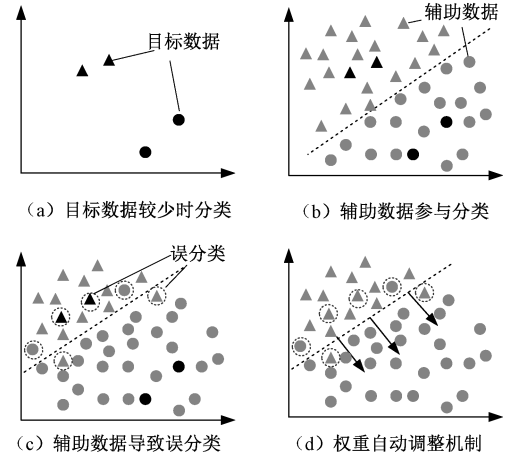 目标数据
辅助数据
（a）目标数据较少时分类
（b）辅助数据参与分类
误分类
（c）辅助数据导致误分类
（d）权重自动调整机制